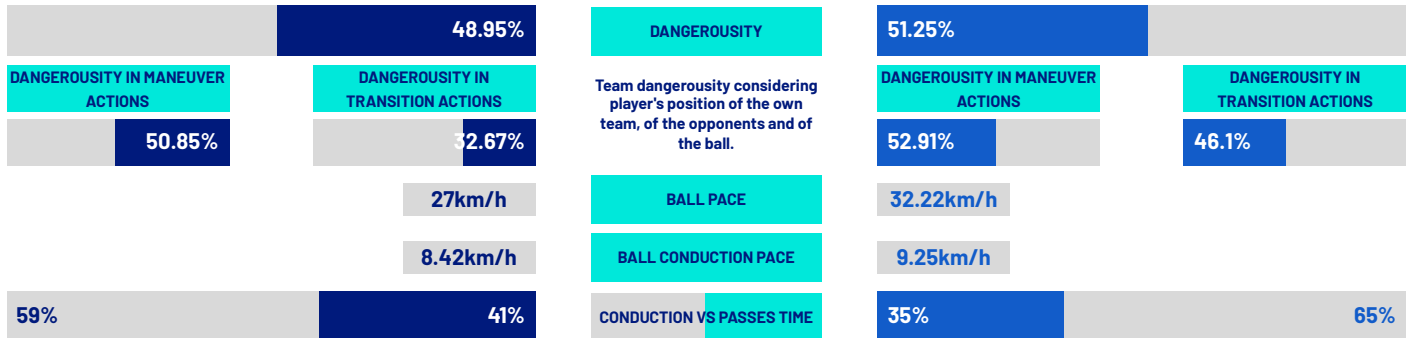 48.95%
DANGEROUSITY
51.25%
DANGEROUSITY IN MANEUVER
ACTIONS
DANGEROUSITY IN
TRANSITION ACTIONS
Team dangerousity considering
player's position of the own
team, of the opponents and of
the ball.
DANGEROUSITY IN MANEUVER
ACTIONS
DANGEROUSITY IN
TRANSITION ACTIONS
50.85%
32.67%
52.91%
46.1%
27km/h
BALL PACE
32.22km/h
8.42km/h
BALL CONDUCTION PACE
9.25km/h
59%
41%
CONDUCTION VS PASSES TIME
35%
65%